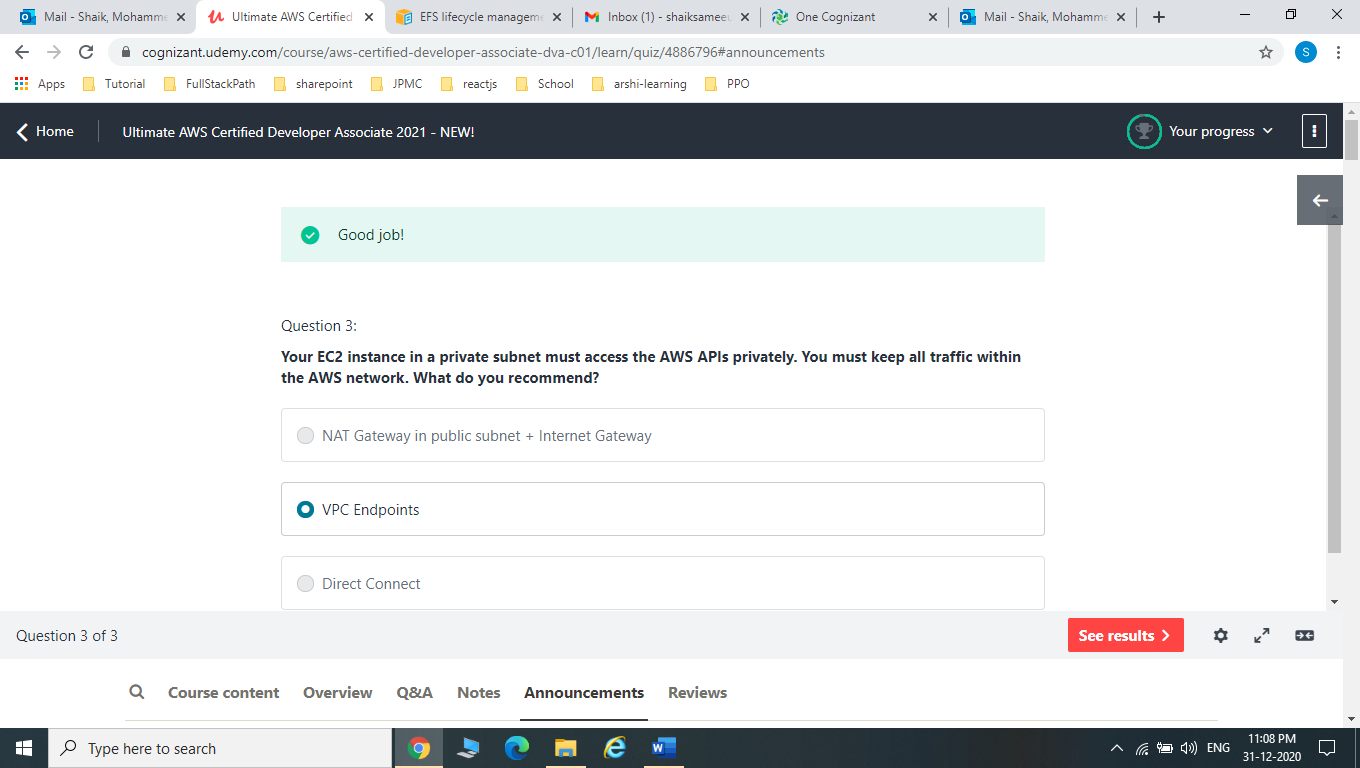 Mail - Shaik, Mohamme
Ultimate AWS Certified
EFS lifecycle manageme
Inbox (1) - shaiksameeu
One Cognizant
Mail - Shaik, Mohamme
cognizant.udemy.com/course/aws-certified-developer-associate-dva-c01/learn/quiz/4886796#announcements
S
Apps
Tutorial
FullStackPath
sharepoint
JPMC
reactjs
School
arshi-learning
PPO
Home
Ultimate AWS Certified Developer Associate 2021 - NEW!
Your progress
Good job!
Question 3:
Your EC2 instance in a private subnet must access the AWS APIs privately. You must keep all traffic within
the AWS network. What do you recommend?
NAT Gateway in public subnet + Internet Gateway
VPC Endpoints
Direct Connect
Question 3 of 3
See results
Course content
Overview
Q&A
Notes
Announcements
Reviews
Type here to search
ENG
11:08 PM
31-12-2020